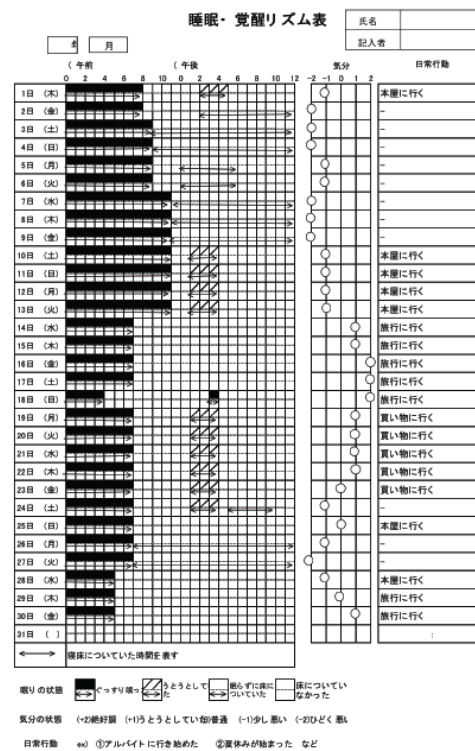 睡眠・覚醒リズム表
氏名
記入者
年 月
（ 午前 （ 午後 気分 日常行動
0 2 4 6 8 10 0 2 4 6 8 10 12 −2 −1 0 1 2
1日 （木） 本屋に行く
2日 （金） −
3日 （土） −
4日 （日） −
5日 （月） −
6日 （火） −
7日 （水） −
8日 （木） −
9日 （金） −
10日 （土） 本屋に行く
11日 （日） 本屋に行く
12日 （月） 本屋に行く
13日 （火） 本屋に行く
14日 （水） 旅行に行く
15日 （木） 旅行に行く
16日 （金） 旅行に行く
17日 （土） 旅行に行く
18日 （日） 旅行に行く
19日 （月） 買い物に行く
20日 （火） 買い物に行く
21日 （水） 買い物に行く
22日 （木） 買い物に行く
23日 （金） 買い物に行く
24日 （土） −
25日 （日） 本屋に行く
26日 （月） −
27日 （火） −
28日 （水） 本屋に行く
29日 （木） 旅行に行く
30日 （金） 旅行に行く
31日 （ ） :
寝床についていた時間を表す
眠りの状態 ぐっすり眠っ うとうとしてい た 眠らずに床に ついていた 床についてい なかった
気分の状態 (+2)絶好調 (+1)うとうとしてい (0)普通 (-1)少し悪い (-2)ひどく悪い
日常行動 ex) ①アルバイトに行き始めた ②夏休みが始まった など